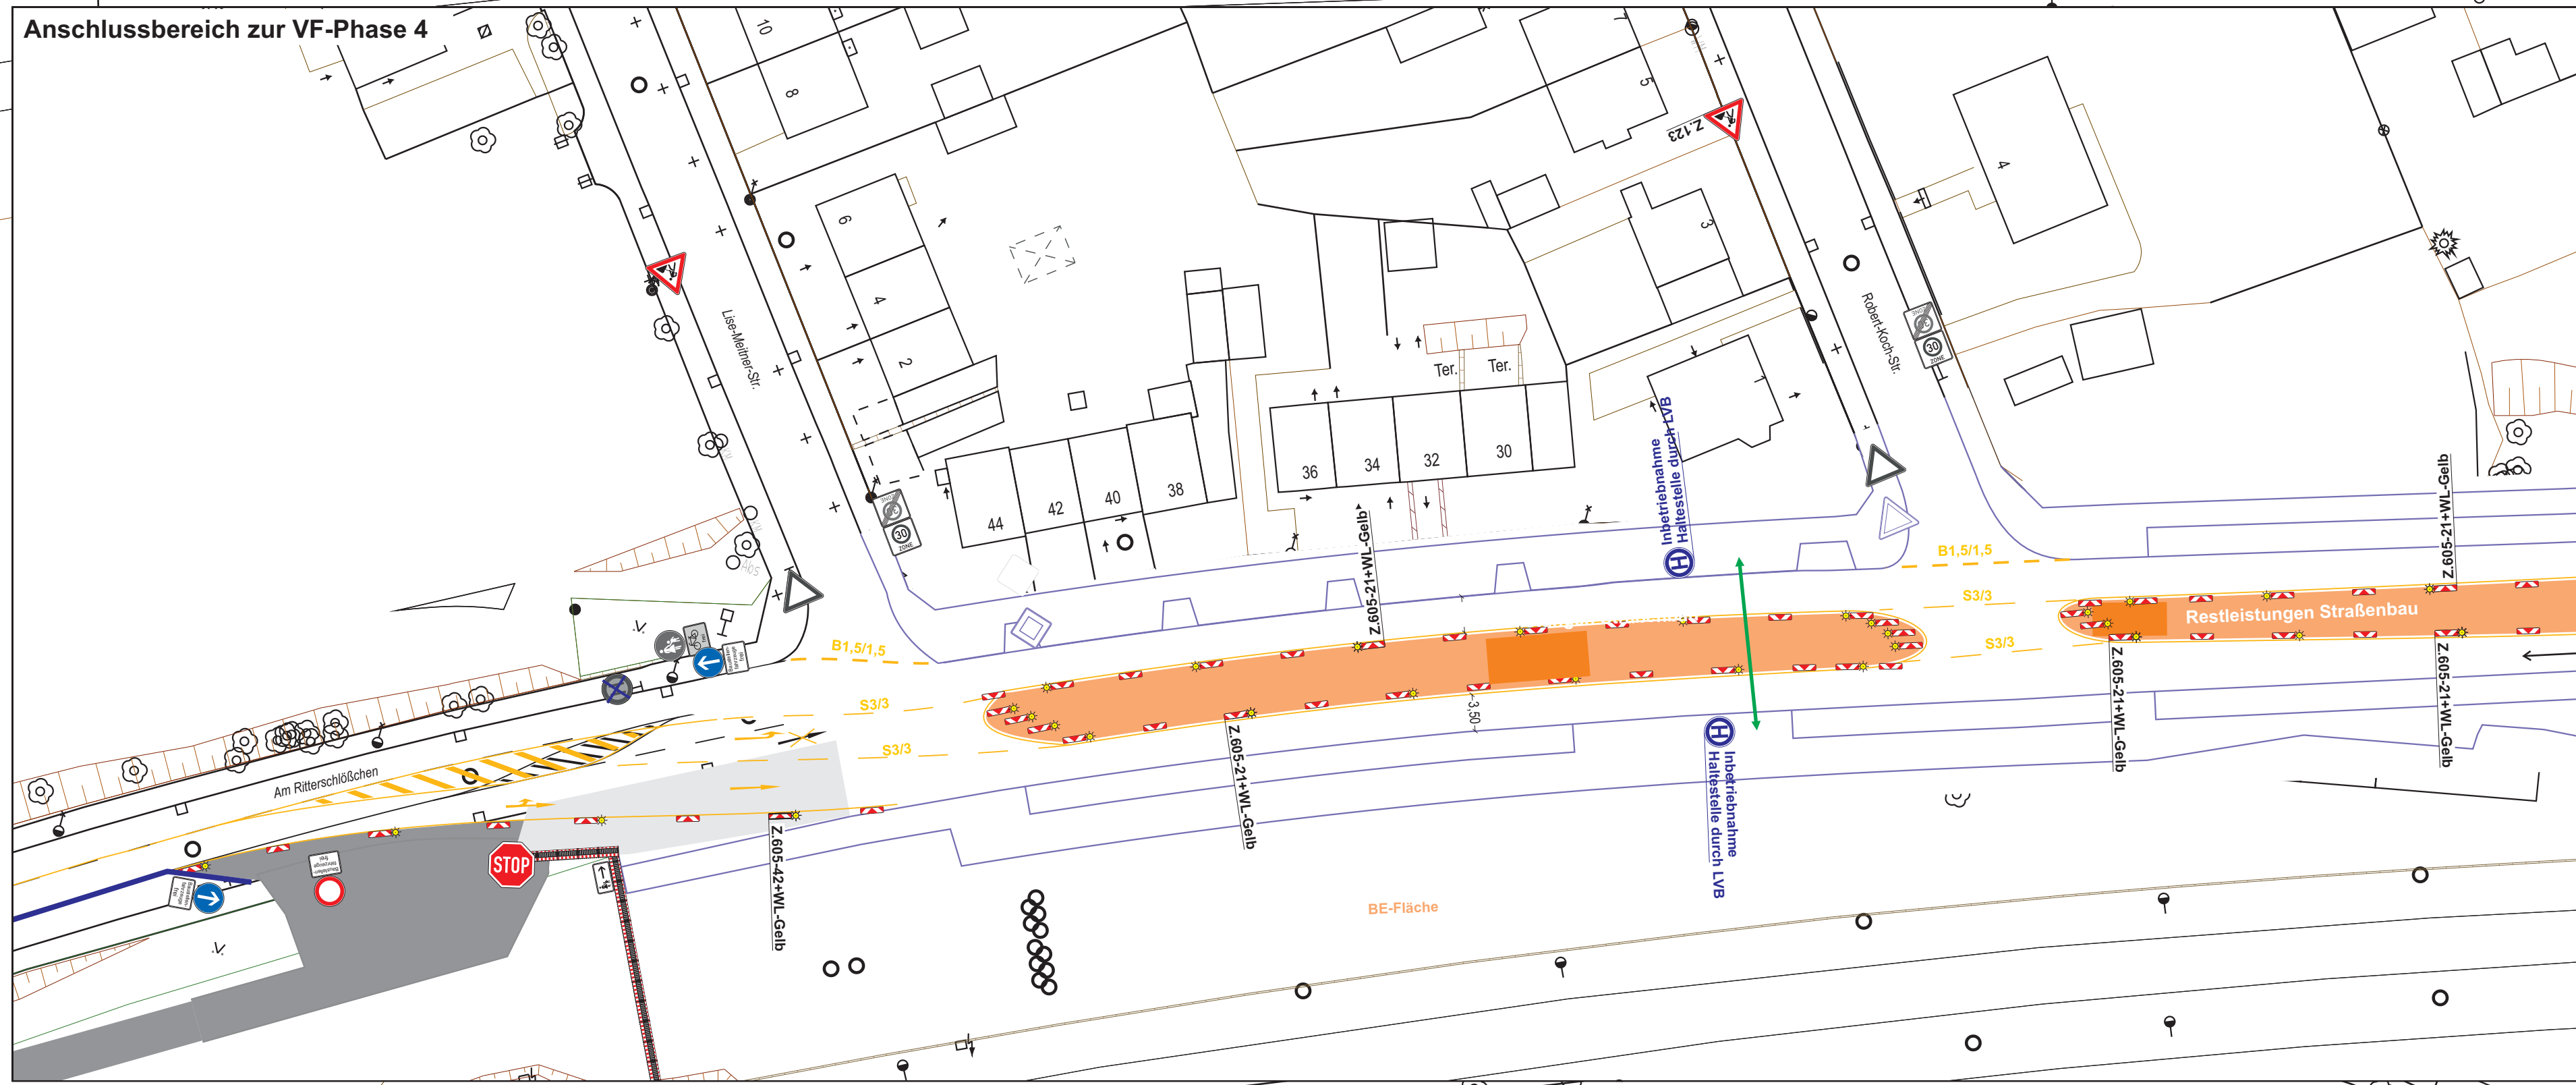 Anschlussbereich zur VF-Phase 4
10
8
6
4
2
7
5
3
1
4
Z.123
Lise-Meitner-Str.
Robert-Koch-Str.
30
ZONE
30
ZONE
Ter.
Ter.
44
42
40
38
36
34
32
30
Inbetriebnahme
Haltestelle durch LVB
H
Z.605-21+WL-Gelb
Z.605-21+WL-Gelb
B1,5/1,5
B1,5/1,5
S3/3
S3/3
S3/3
S3/3
Restleistungen Straßenbau
3,50
Am Ritterschlößchen
STOP
Z.605-42+WL-Gelb
Z.605-21+WL-Gelb
H
Inbetriebnahme
Haltestelle durch LVB
Z.605-21+WL-Gelb
Z.605-21+WL-Gelb
BE-Fläche